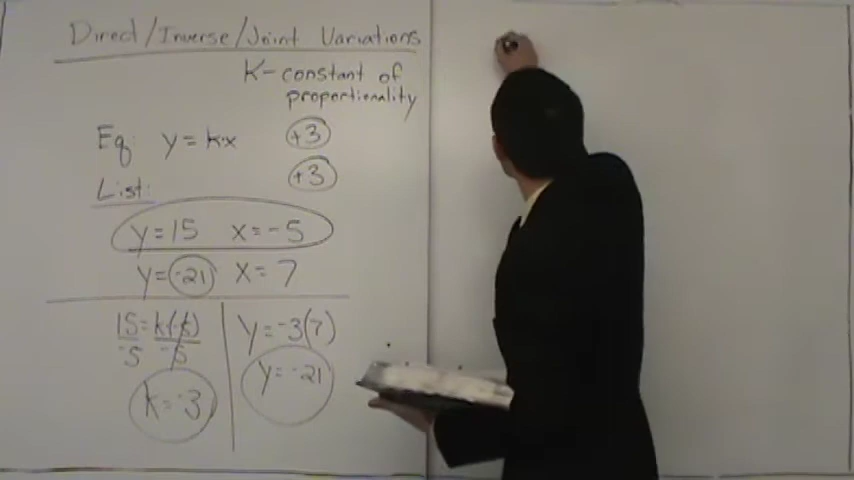 Direct/Inverse/Joint Variations
K-constant of
proportionality
Eq: y = k·x +3
+3
List:
y=15 x=-5
y=-21 x=7
15=k(-5)
-5 -5
k=-3
y=-3(7)
y=-21